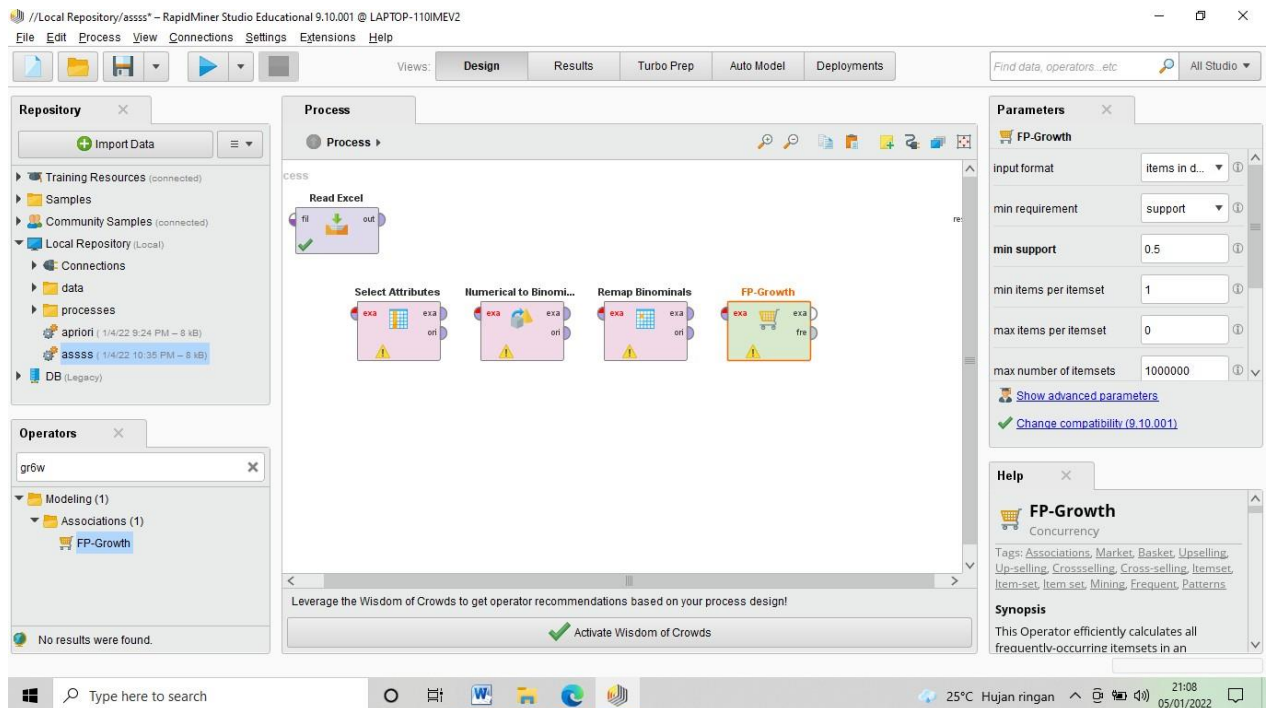 //Local Repository/assss* – RapidMiner Studio Educational 9.10.001 @ LAPTOP-110IMEV2
File Edit Process View Connections Settings Extensions Help
Views: Design Results Turbo Prep Auto Model Deployments
Find data, operators...etc All Studio
Repository
Import Data
Training Resources (connected)
Samples
Community Samples (connected)
Local Repository (Local)
Connections
data
processes
apriori ( 1/4/22 9:24 PM – 8 kB)
assss ( 1/4/22 10:35 PM – 8 kB)
DB (Legacy)
Operators
gr6w
Modeling (1)
Associations (1)
FP-Growth
No results were found.
Process
Process
cess
Read Excel
fil out
res
Select Attributes Numerical to Binomi... Remap Binominals FP-Growth
exa exa exa exa exa exa exa exa
ori ori ori fre
Leverage the Wisdom of Crowds to get operator recommendations based on your process design!
Activate Wisdom of Crowds
Parameters
FP-Growth
input format items in d...
min requirement support
min support 0.5
min items per itemset 1
max items per itemset 0
max number of itemsets 1000000
Show advanced parameters
Change compatibility (9.10.001)
Help
FP-Growth
Concurrency
Tags: Associations, Market, Basket, Upselling,
Up-selling, Crossselling, Cross-selling, Itemset,
Item-set, Item set, Mining, Frequent, Patterns
Synopsis
This Operator efficiently calculates all
frequently-occurring itemsets in an
Type here to search
25°C Hujan ringan
21:08
05/01/2022